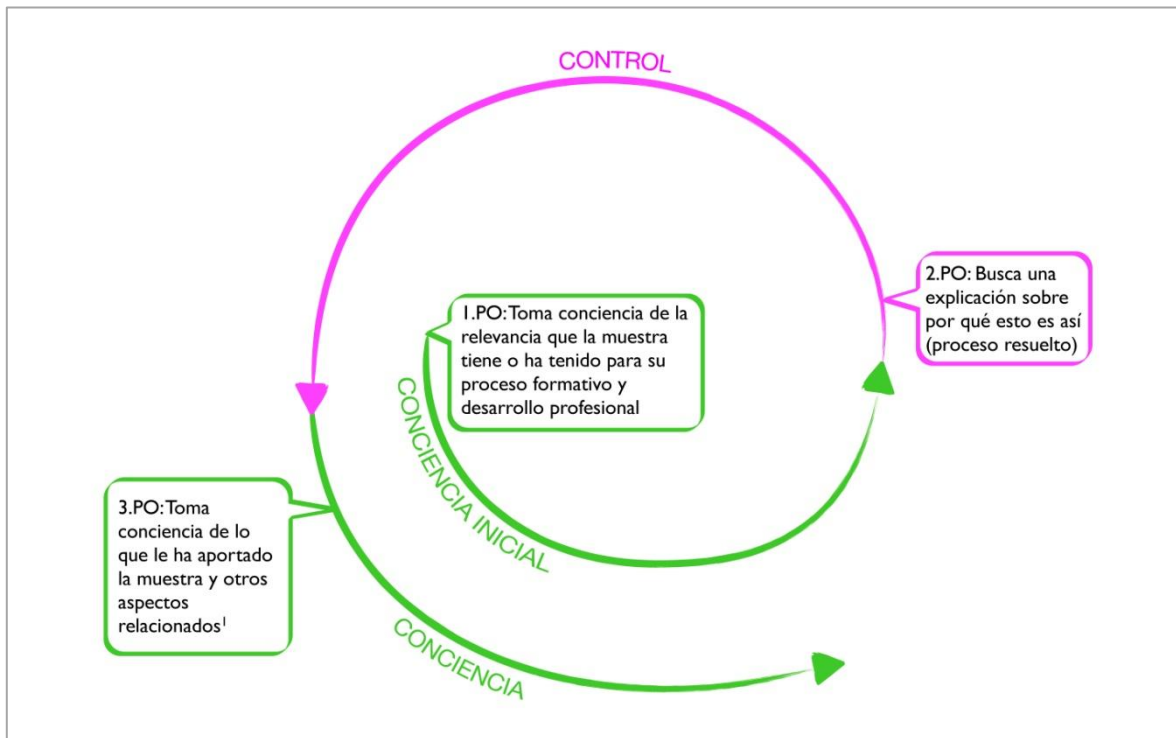 CONTROL
1.PO: Toma conciencia de la
relevancia que la muestra
tiene o ha tenido para su
proceso formativo y
desarrollo profesional
CONCIENCIA INICIAL
2.PO: Busca una
explicación sobre
por qué esto es así
(proceso resuelto)
3.PO: Toma
conciencia de lo
que le ha aportado
la muestra y otros
aspectos
relacionados¹
CONCIENCIA